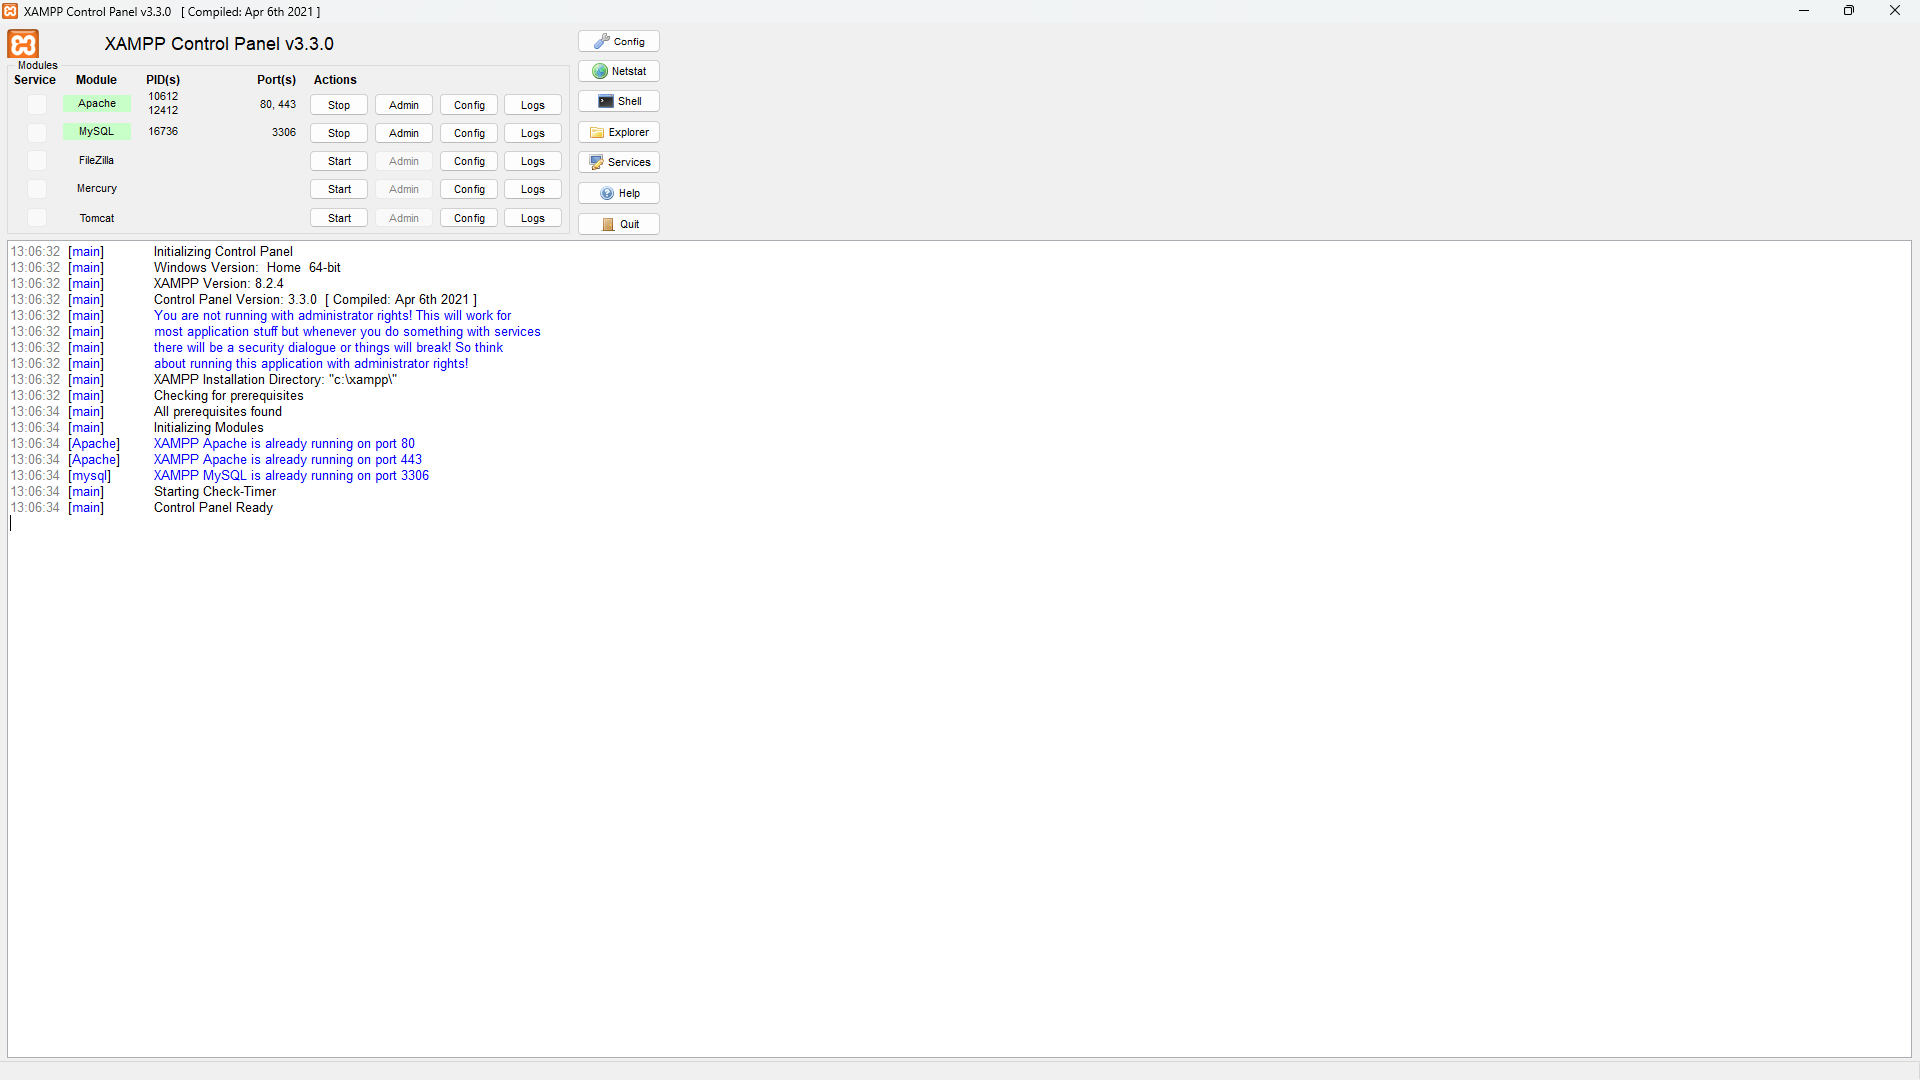 XAMPP Control Panel v3.3.0 [ Compiled: Apr 6th 2021 ]
XAMPP Control Panel v3.3.0
Config
Netstat
Shell
Explorer
Services
Help
Quit
Modules
Service Module PID(s) Port(s) Actions
Apache 10612 12412 80, 443 Stop Admin Config Logs
MySQL 16736 3306 Stop Admin Config Logs
FileZilla Start Admin Config Logs
Mercury Start Admin Config Logs
Tomcat Start Admin Config Logs
13:06:32 [main] Initializing Control Panel
13:06:32 [main] Windows Version: Home 64-bit
13:06:32 [main] XAMPP Version: 8.2.4
13:06:32 [main] Control Panel Version: 3.3.0 [ Compiled: Apr 6th 2021 ]
13:06:32 [main] You are not running with administrator rights! This will work for
13:06:32 [main] most application stuff but whenever you do something with services
13:06:32 [main] there will be a security dialogue or things will break! So think
13:06:32 [main] about running this application with administrator rights!
13:06:32 [main] XAMPP Installation Directory: "c:\xampp\"
13:06:32 [main] Checking for prerequisites
13:06:34 [main] All prerequisites found
13:06:34 [main] Initializing Modules
13:06:34 [Apache] XAMPP Apache is already running on port 80
13:06:34 [Apache] XAMPP Apache is already running on port 443
13:06:34 [mysql] XAMPP MySQL is already running on port 3306
13:06:34 [main] Starting Check-Timer
13:06:34 [main] Control Panel Ready